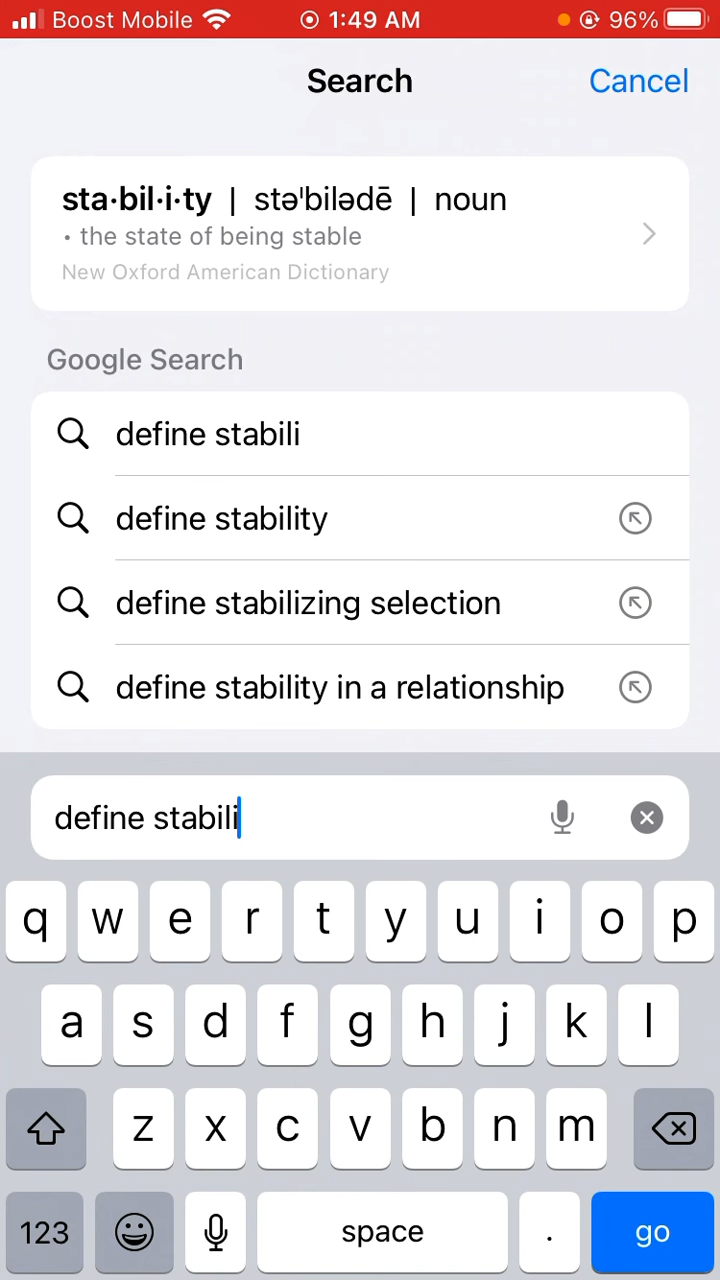 Boost Mobile 1:49 AM 96%
Search Cancel
sta·bil·i·ty | stə'bilədē | noun
• the state of being stable
New Oxford American Dictionary
Google Search
define stabili
define stability
define stabilizing selection
define stability in a relationship
define stabili
q w e r t y u i o p
a s d f g h j k l
z x c v b n m
123 space . go